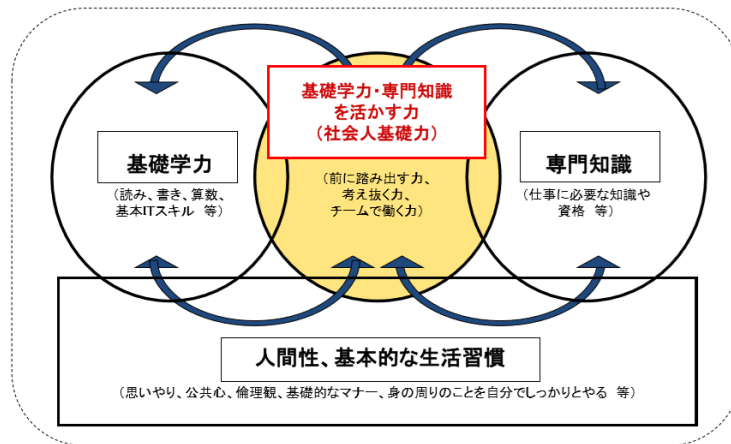 基礎学力・専門知識
を活かす力
（社会人基礎力）
基礎学力
（読み、書き、算数、
基本ITスキル 等）
（前に踏み出す力、
考え抜く力、
チームで働く力）
専門知識
（仕事に必要な知識や
資格 等）
人間性、基本的な生活習慣
（思いやり、公共心、倫理観、基礎的なマナー、身の周りのことを自分でしっかりとやる 等）